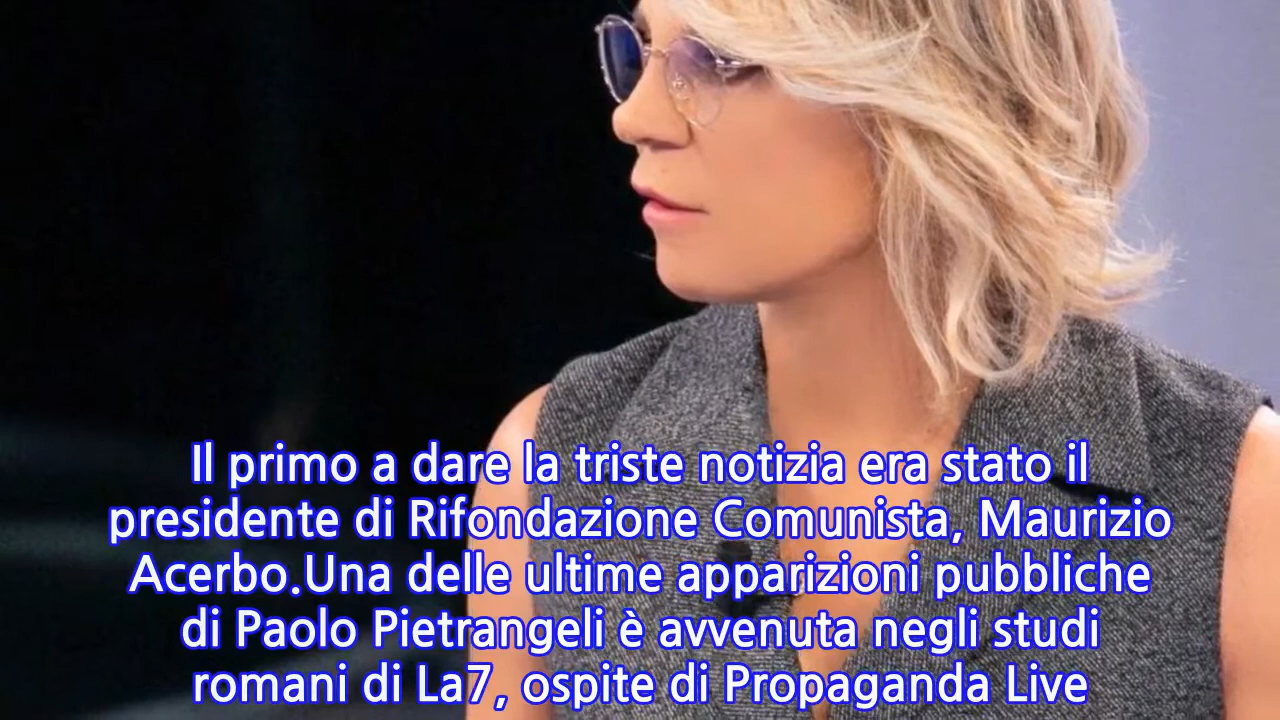 Il primo a dare la triste notizia era stato il
presidente di Rifondazione Comunista, Maurizio
Acerbo.Una delle ultime apparizioni pubbliche
di Paolo Pietrangeli è avvenuta negli studi
romani di La7, ospite di Propaganda Live